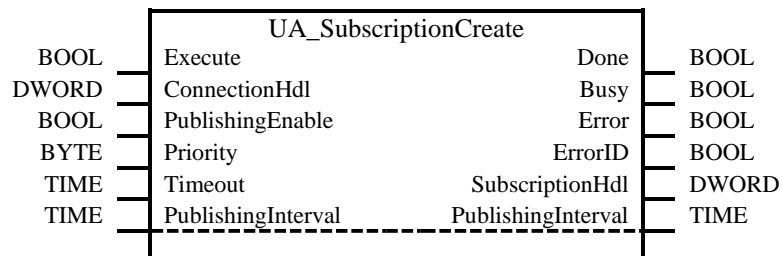 UA_SubscriptionCreate
BOOL Execute Done BOOL
DWORD ConnectionHdl Busy BOOL
BOOL PublishingEnable Error BOOL
BYTE Priority ErrorID BOOL
TIME Timeout SubscriptionHdl DWORD
TIME PublishingInterval PublishingInterval TIME